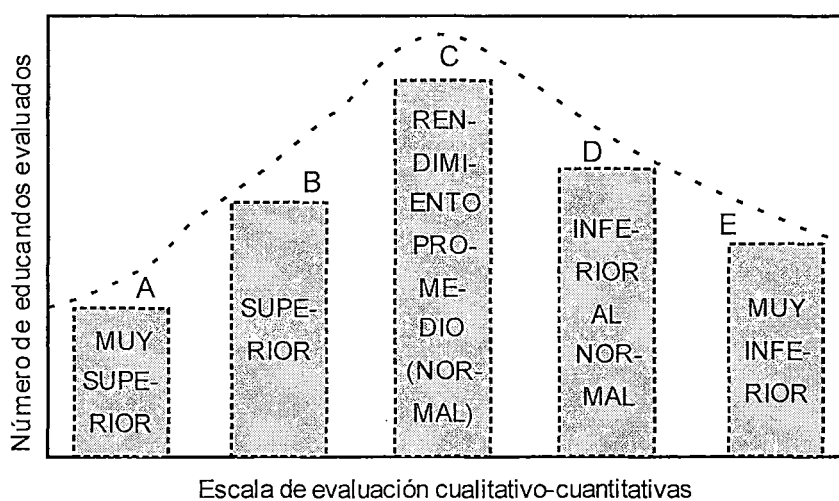 Número de educandos evaluados
A
MUY
SUPE-
RIOR
B
SUPE-
RIOR
C
REN-
DIMI-
ENTO
PRO-
ME-
DIO
(NOR-
MAL)
D
INFE-
RIOR
AL
NOR-
MAL
E
MUY
INFE-
RIOR
Escala de evaluación cualitativo-cuantitativas